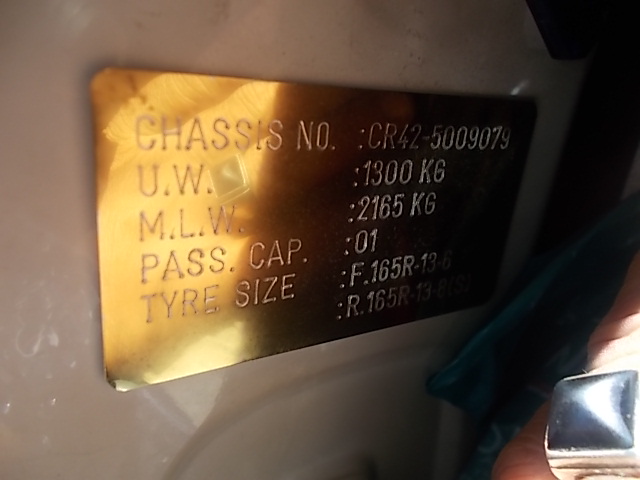 CHASSIS NO. :CR42-5009079
U.W. :1300 KG
M.L.W. :2165 KG
PASS. CAP. :01
TYRE SIZE :F.165R-13-6
:R.165R-13-8(S)